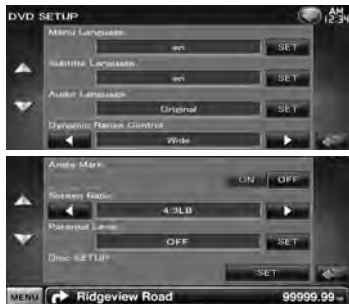 DVD SETUP
AM
12:34
Menu Language
en
SET
Subtitle Language
en
SET
Audio Language
Original
SET
Dynamic Range Control
Wide
Angle Mark
ON OFF
Screen Ratio
4:3LB
Parental Level
OFF
SET
Disc SETUP
SET
MENU
Ridgeview Road
99999.99